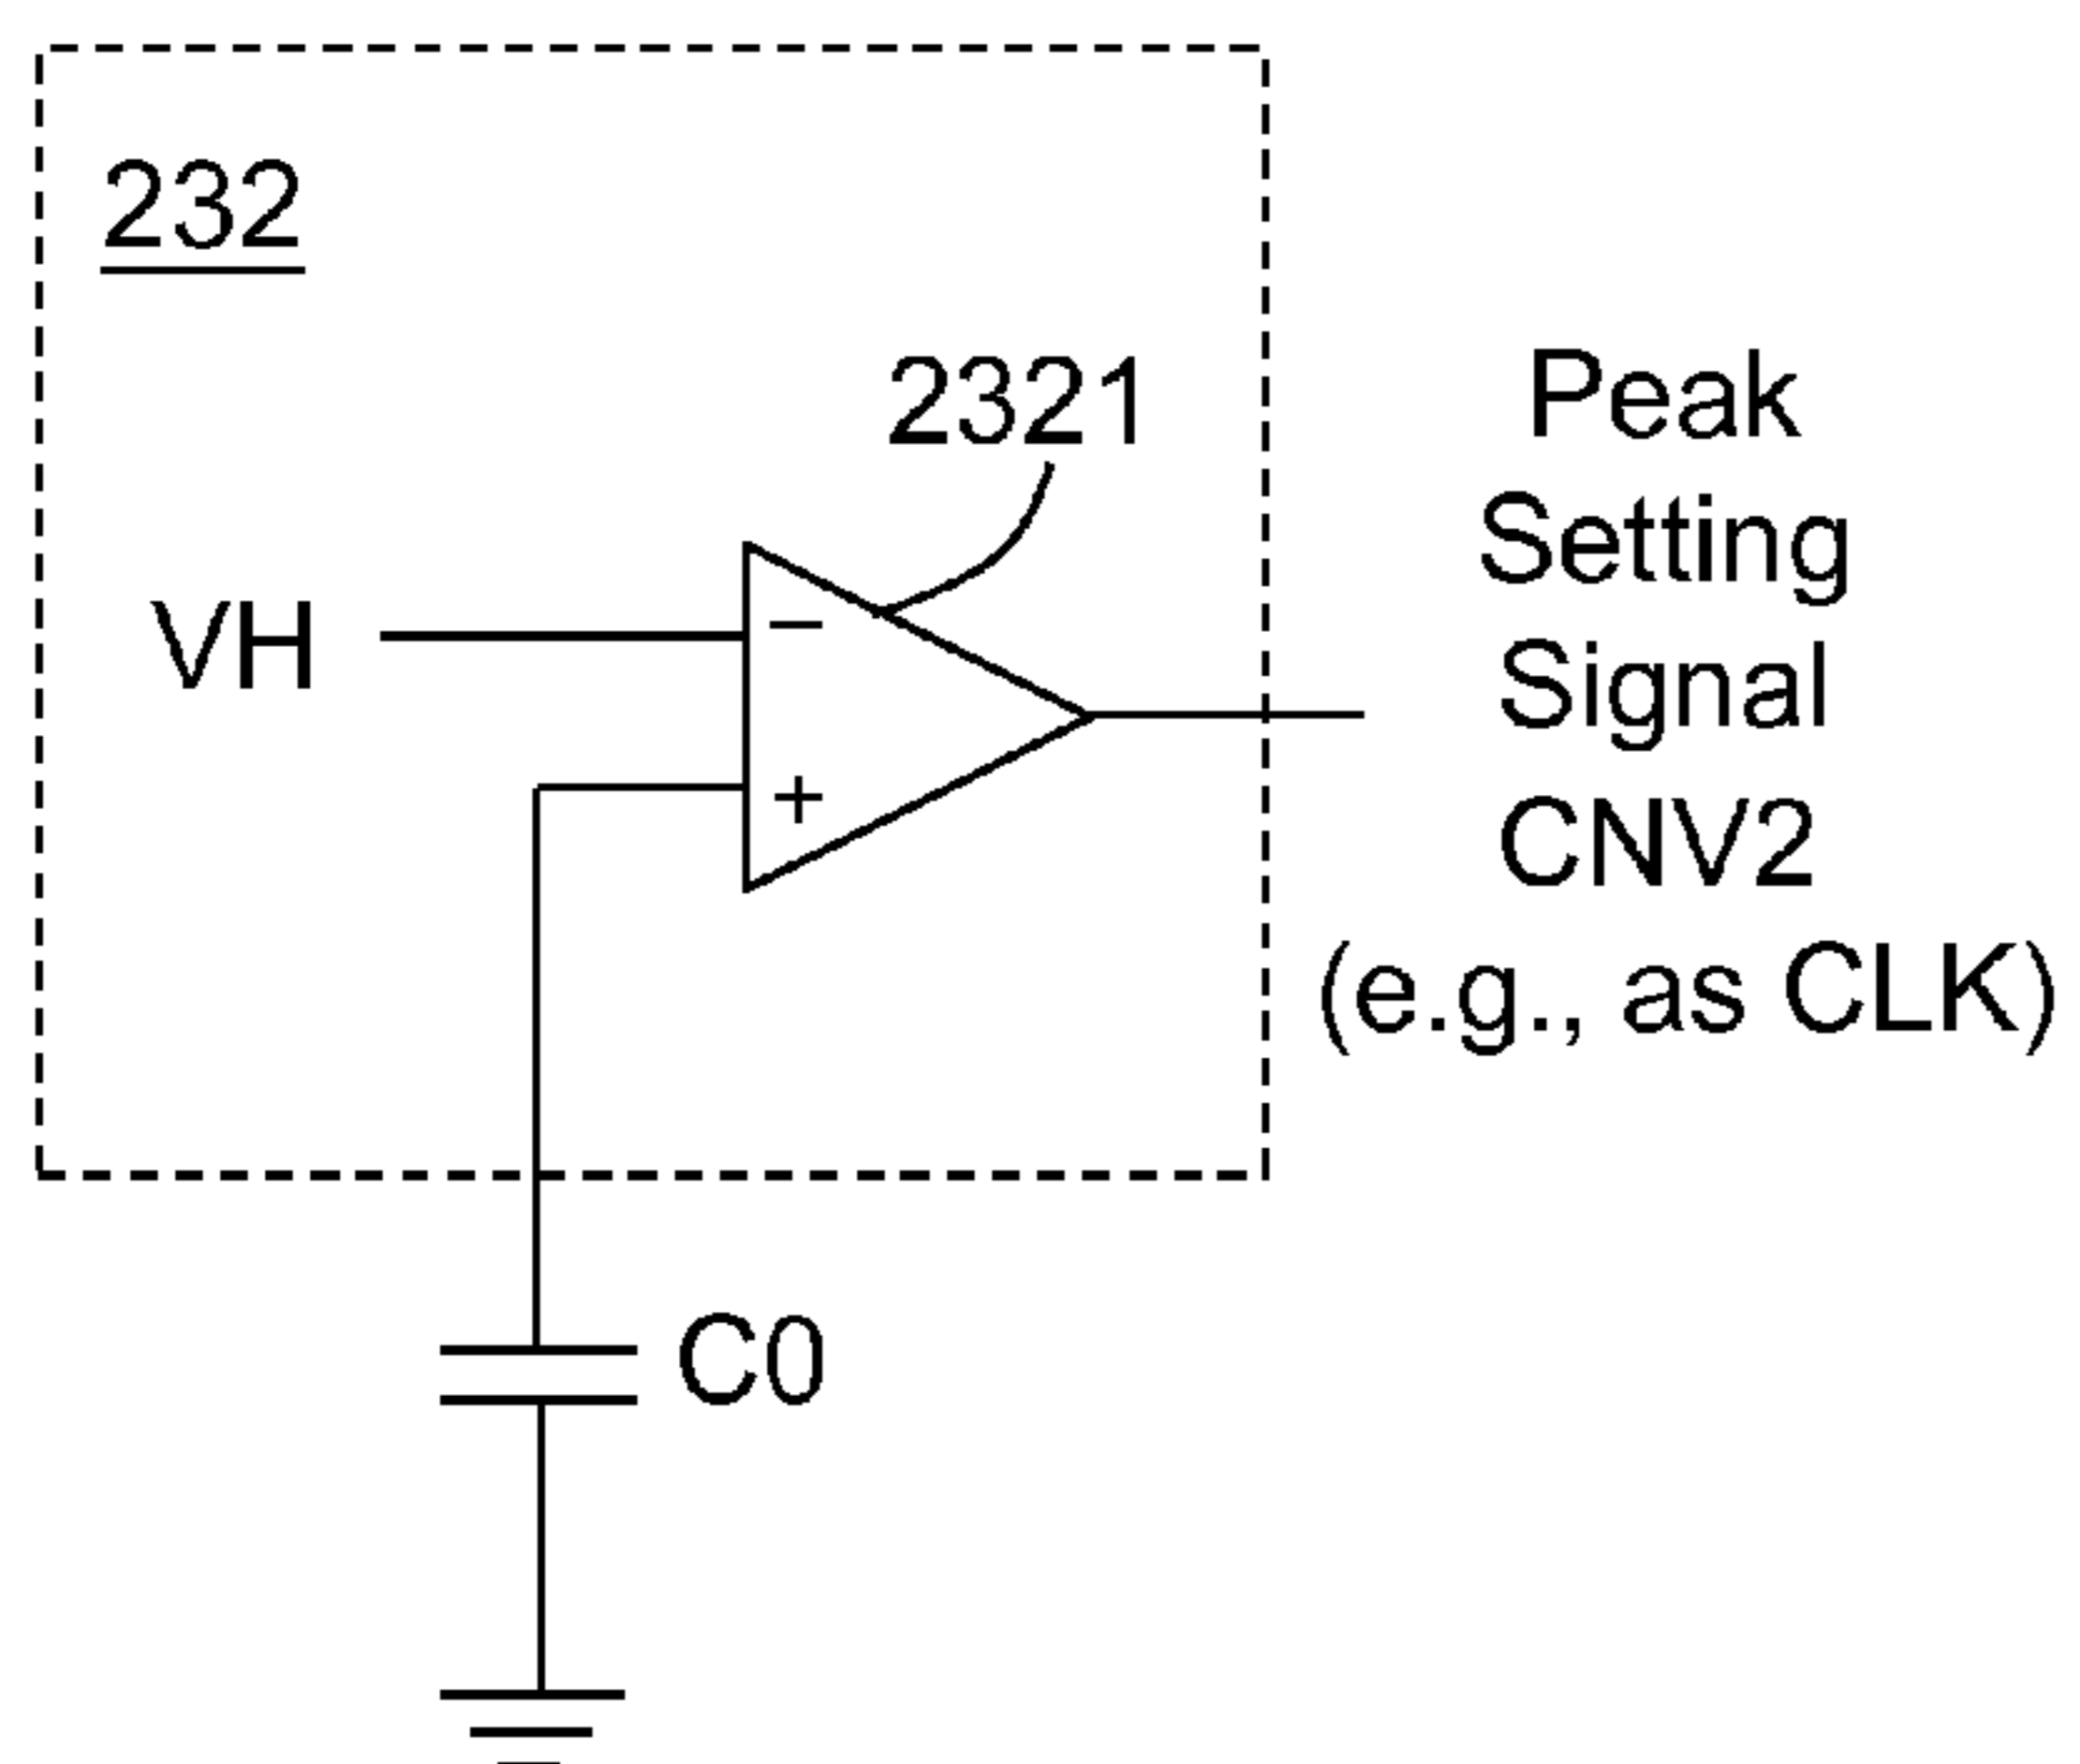 232
2321
VH
−
+
Peak
Setting
Signal
CNV2
(e.g., as CLK)
C0